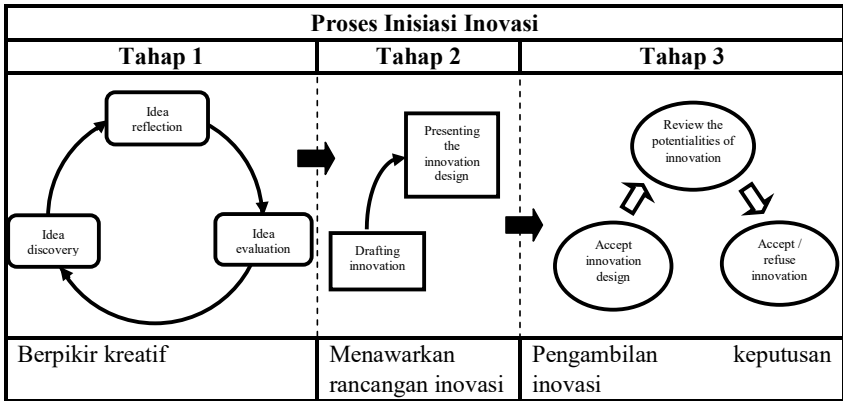 Proses Inisiasi Inovasi
Tahap 1
Tahap 2
Tahap 3
Idea
reflection
Idea
discovery
Idea
evaluation
Presenting
the
innovation
design
Drafting
innovation
Review the
potentialities of
innovation
Accept
innovation
design
Accept /
refuse
innovation
Berpikir kreatif
Menawarkan
rancangan inovasi
Pengambilan keputusan
inovasi